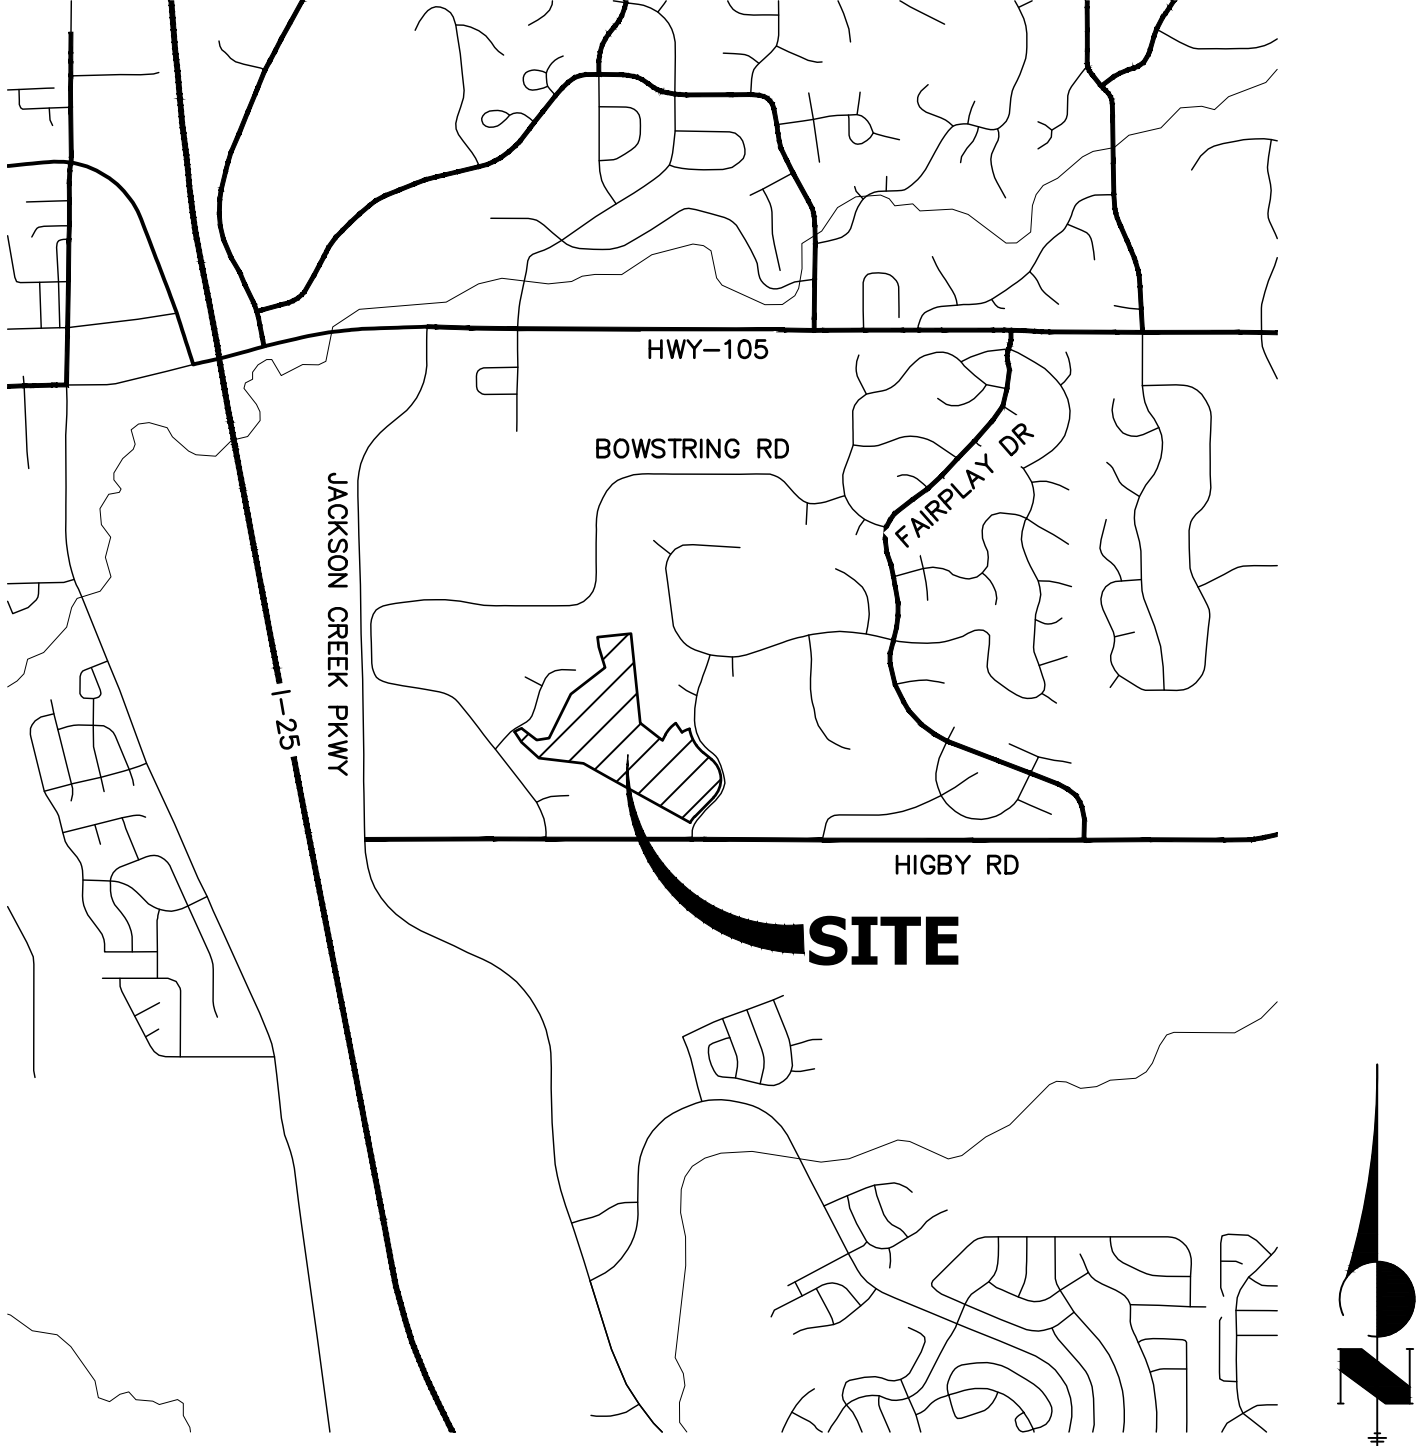 HWY-105
BOWSTRING RD
FAIRPLAY DR
JACKSON CREEK PKWY
I-25
HIGBY RD
SITE
N